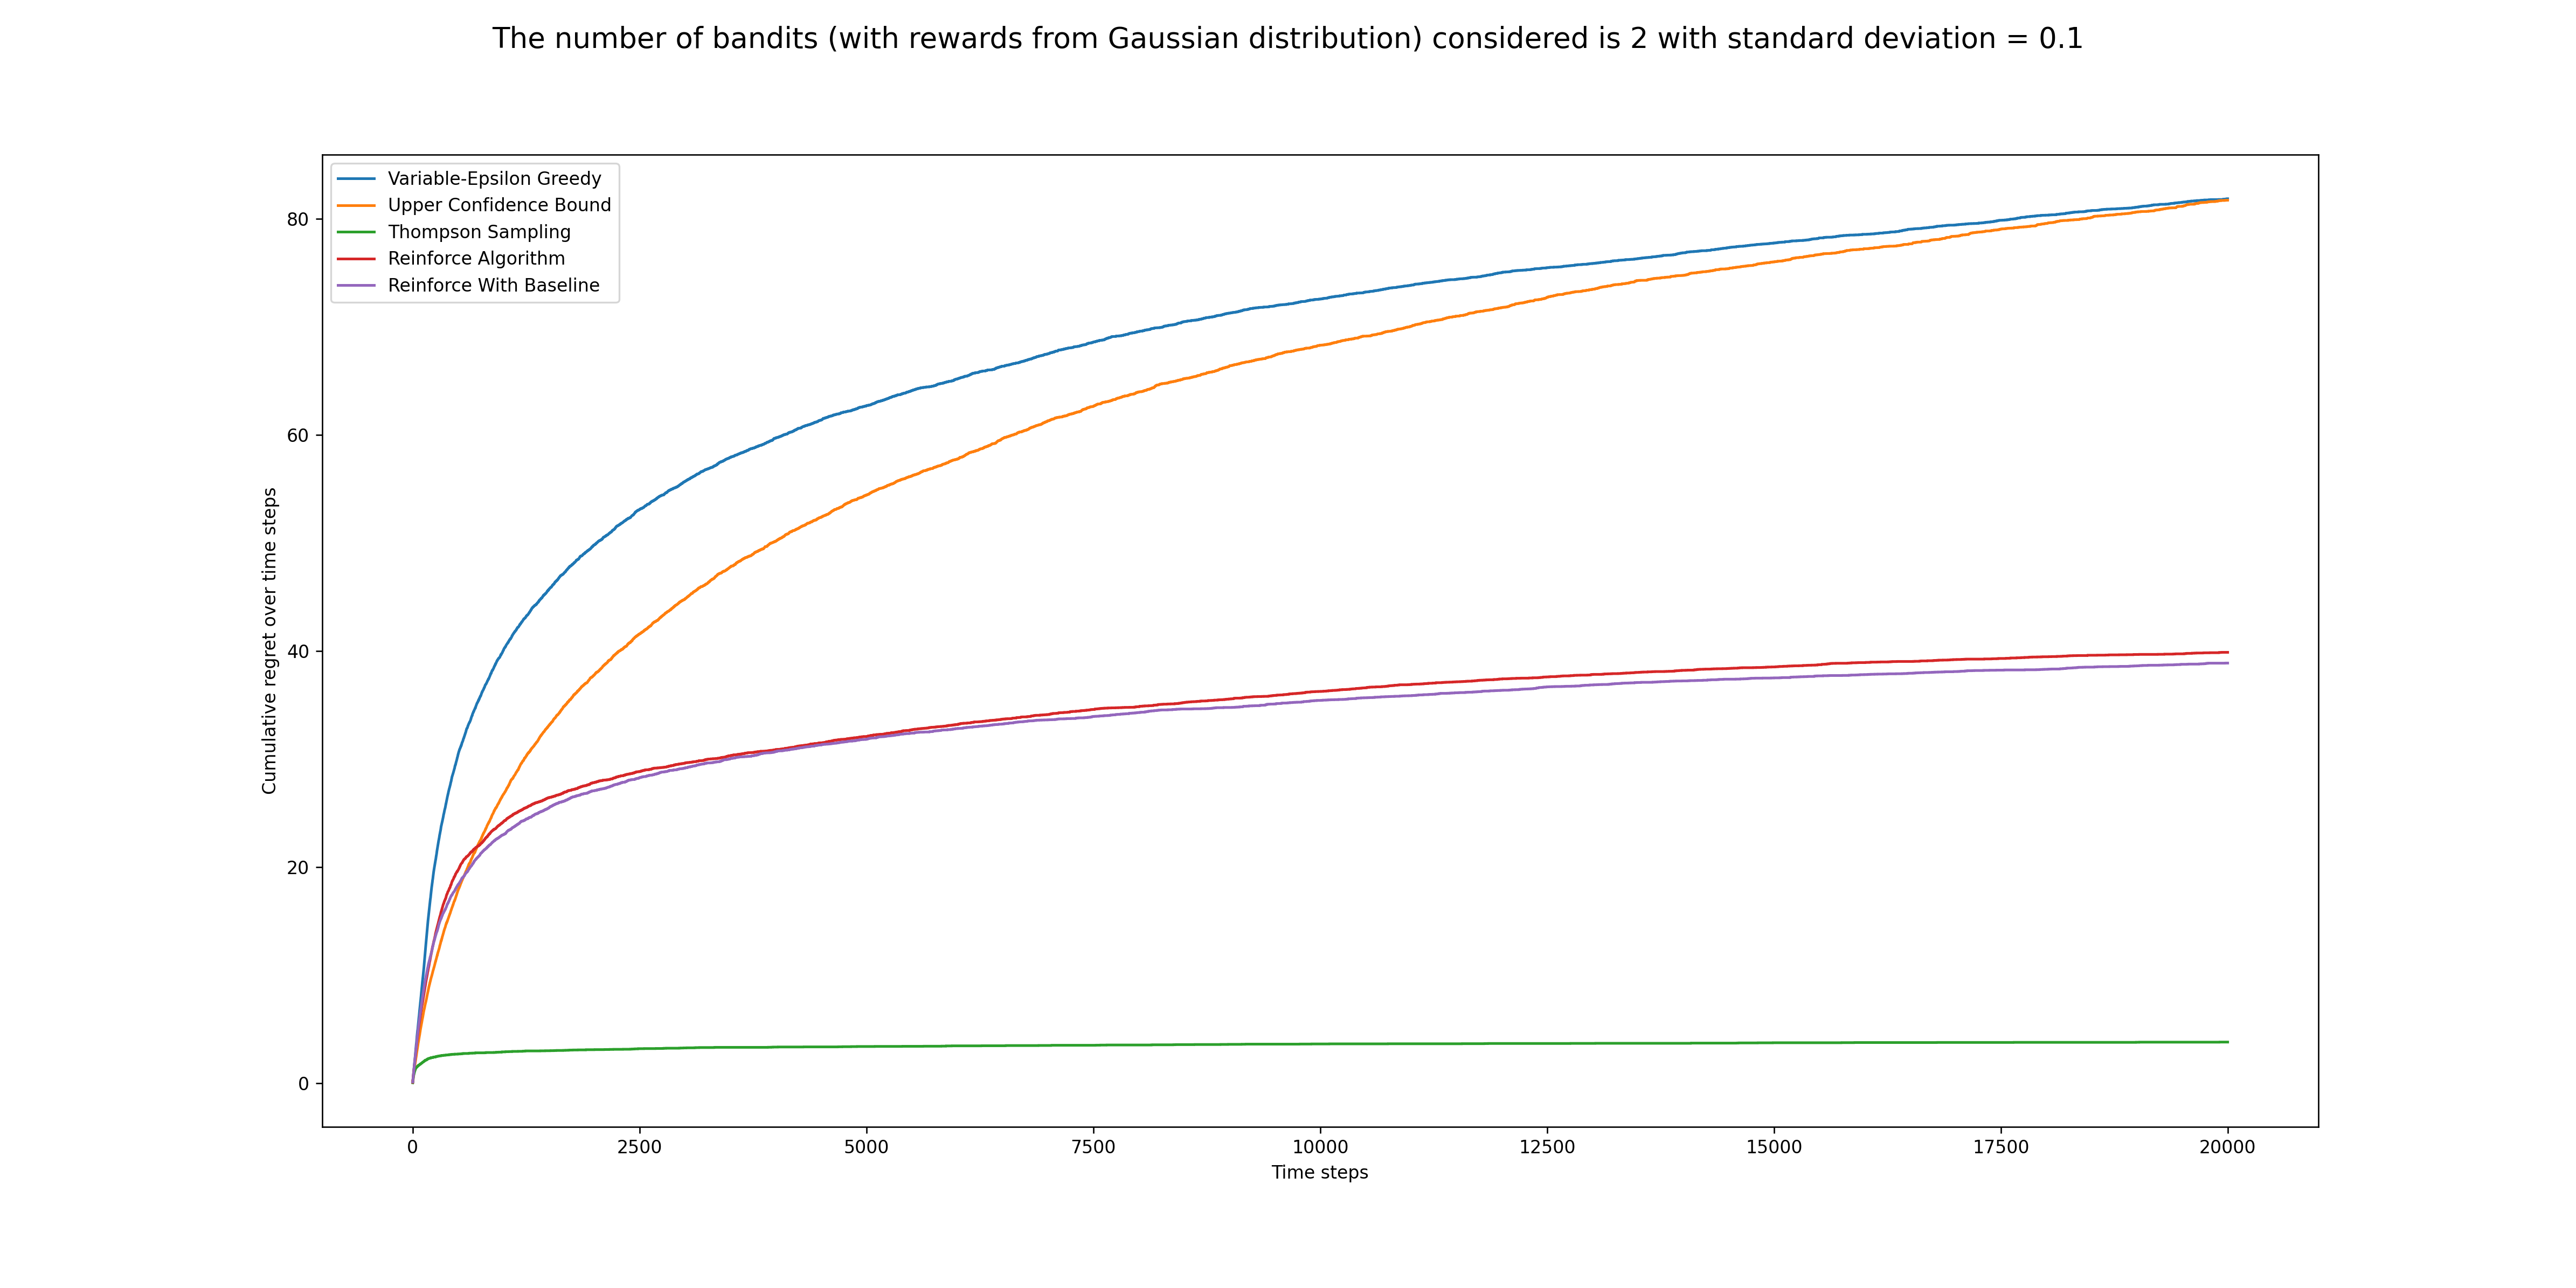 The number of bandits (with rewards from Gaussian distribution) considered is 2 with standard deviation = 0.1
Variable-Epsilon Greedy
Upper Confidence Bound
Thompson Sampling
Reinforce Algorithm
Reinforce With Baseline
80
60
40
20
0
Cumulative regret over time steps
0 2500 5000 7500 10000 12500 15000 17500 20000
Time steps